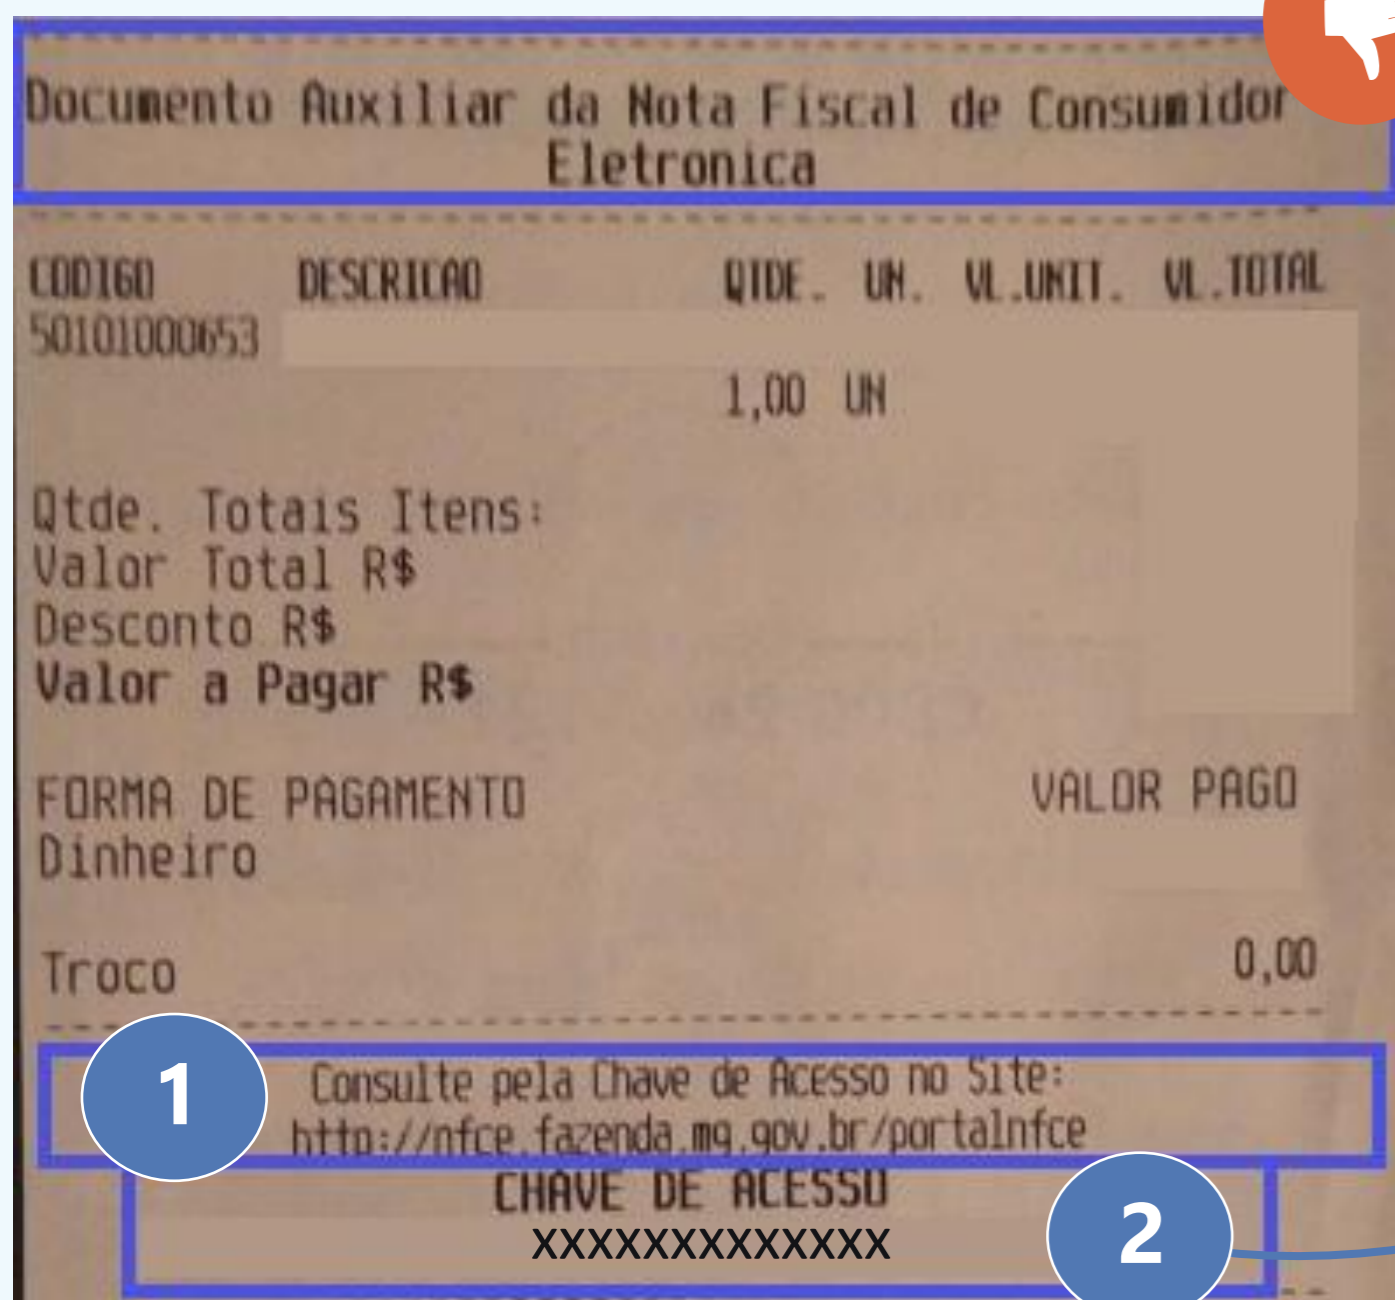 Documento Auxiliar da Nota Fiscal de Consumidor
Eletronica
CODIGO DESCRICAO QTDE. UN. VL.UNIT. VL.TOTAL
50101000653
1,00 UN
Qtde. Totais Itens:
Valor Total R$
Desconto R$
Valor a Pagar R$
FORMA DE PAGAMENTO VALOR PAGO
Dinheiro
Troco 0,00
1
Consulte pela Chave de Acesso no Site:
http://nfce.fazenda.mg.gov.br/portalnfce
CHAVE DE ACESSO
XXXXXXXXXXXXX
2